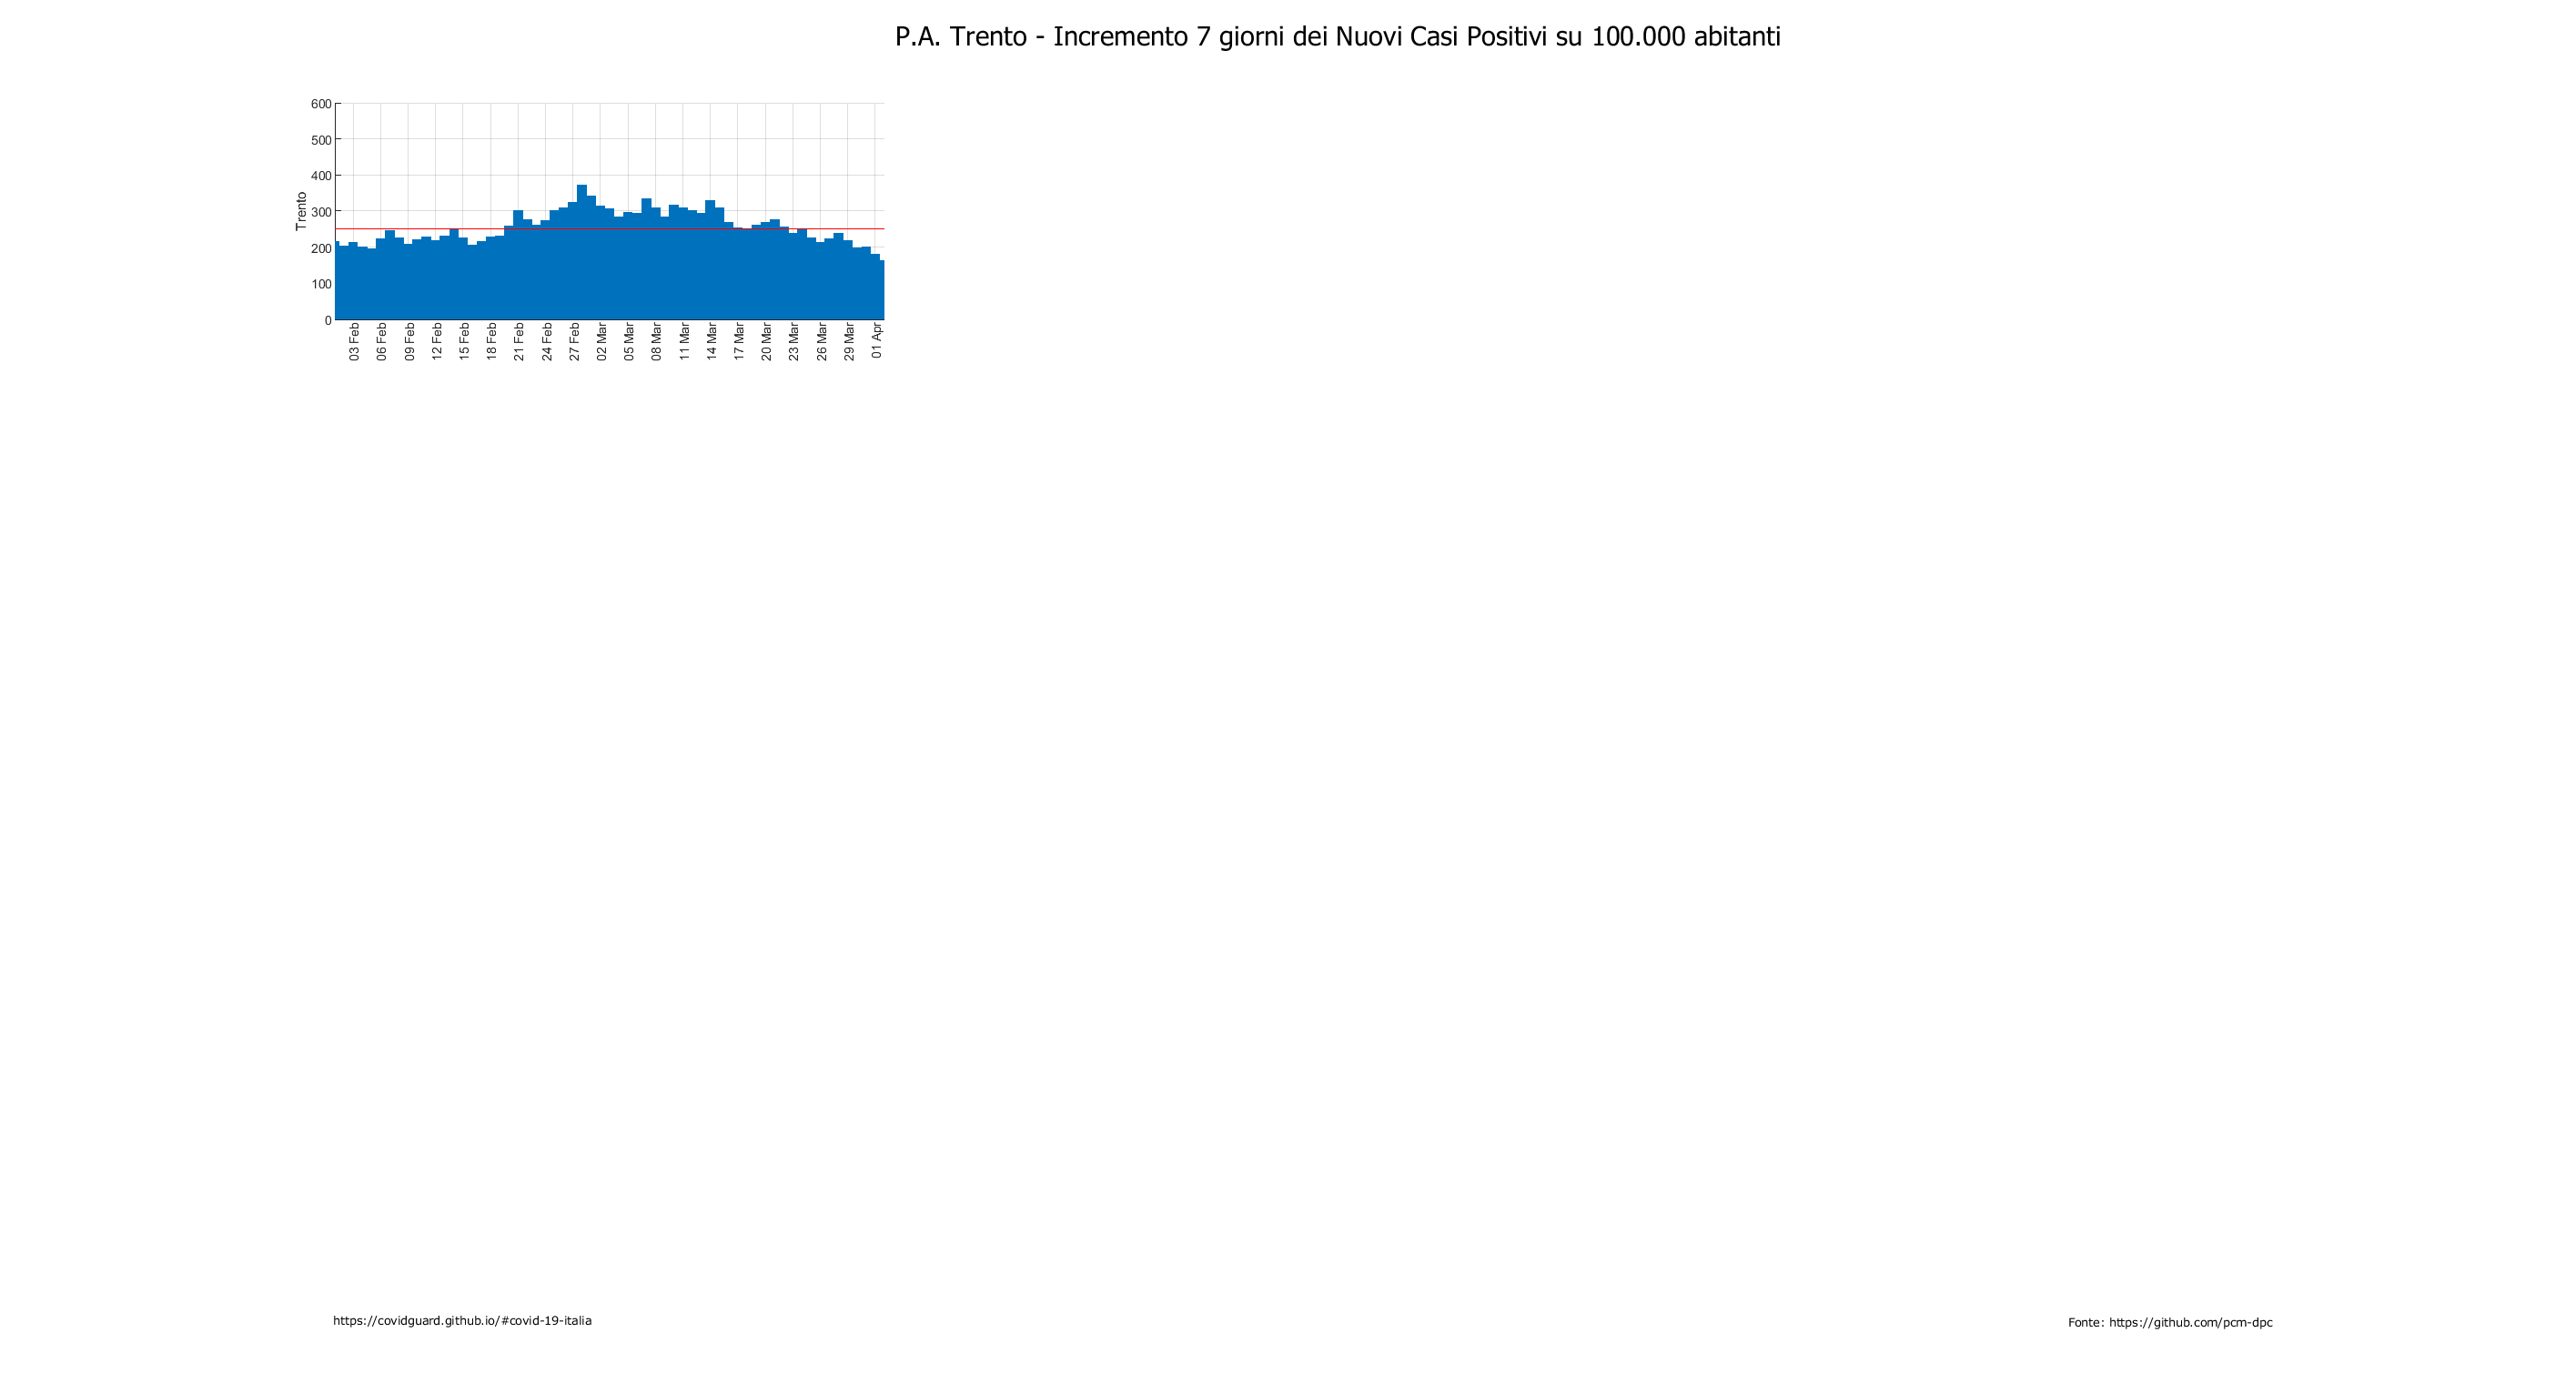 P.A. Trento - Incremento 7 giorni dei Nuovi Casi Positivi su 100.000 abitanti
600
500
400
300
200
100
0
Trento
03 Feb
06 Feb
09 Feb
12 Feb
15 Feb
18 Feb
21 Feb
24 Feb
27 Feb
02 Mar
05 Mar
08 Mar
11 Mar
14 Mar
17 Mar
20 Mar
23 Mar
26 Mar
29 Mar
01 Apr
https://covidguard.github.io/#covid-19-italia
Fonte: https://github.com/pcm-dpc